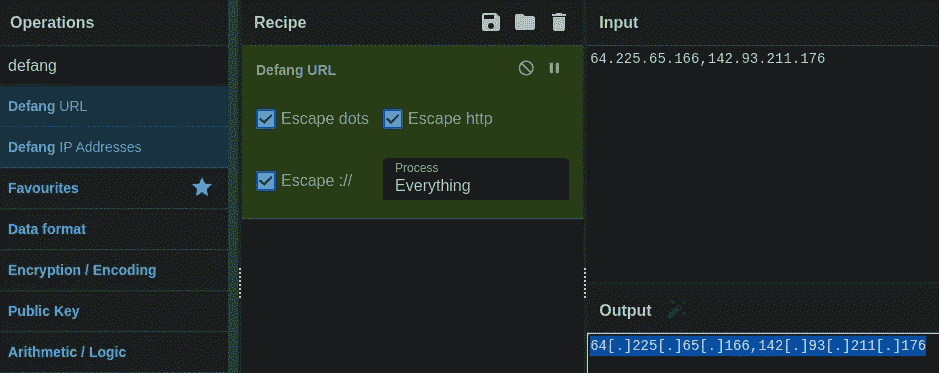 Operations
defang
Defang URL
Defang IP Addresses
Favourites
Data format
Encryption / Encoding
Public Key
Arithmetic / Logic
Recipe
Defang URL
Escape dots
Escape http
Escape ://
Process
Everything
Input
64.225.65.166,142.93.211.176
Output
64[.]225[.]65[.]166,142[.]93[.]211[.]176